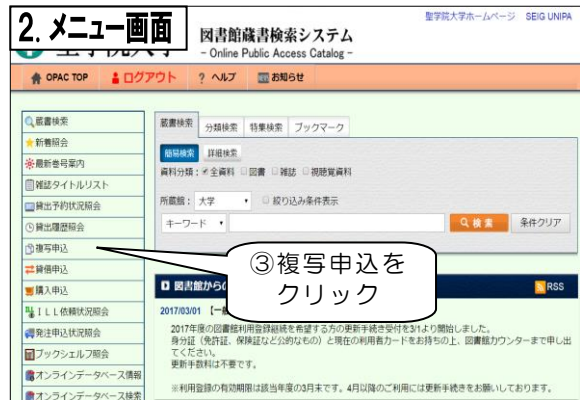 2. メニュー画面
聖学院大学ホームページ SEIG UNIPA
図書館蔵書検索システム
- Online Public Access Catalog -
OPAC TOP ログアウト ? ヘルプ お知らせ
蔵書検索
新着照会
最新巻号案内
雑誌タイトルリスト
貸出予約状況照会
貸出履歴照会
複写申込
貸借申込
購入申込
ＩＬＬ依頼状況照会
発注申込状況照会
ブックシェルフ照会
オンラインデータベース情報
オンラインデータベース検索
蔵書検索 分類検索 特集検索 ブックマーク
簡易検索 詳細検索
資料分類：全資料 図書 雑誌 視聴覚資料
所蔵館： 大学 絞り込み条件表示
キーワード 検索 条件クリア
③複写申込を
クリック
図書館からの
RSS
2017/03/01 【一般
2017年度の図書館利用登録継続を希望する方の更新手続き受付を3/1より開始しました。
身分証（免許証、保険証など公的なもの）と現在の利用者カードをお持ちの上、図書館カウンターまで申し出
てください。
更新手数料は不要です。
※利用登録の有効期限は該当年度の3月末です。4月以降のご利用には更新手続きをお願いしております。